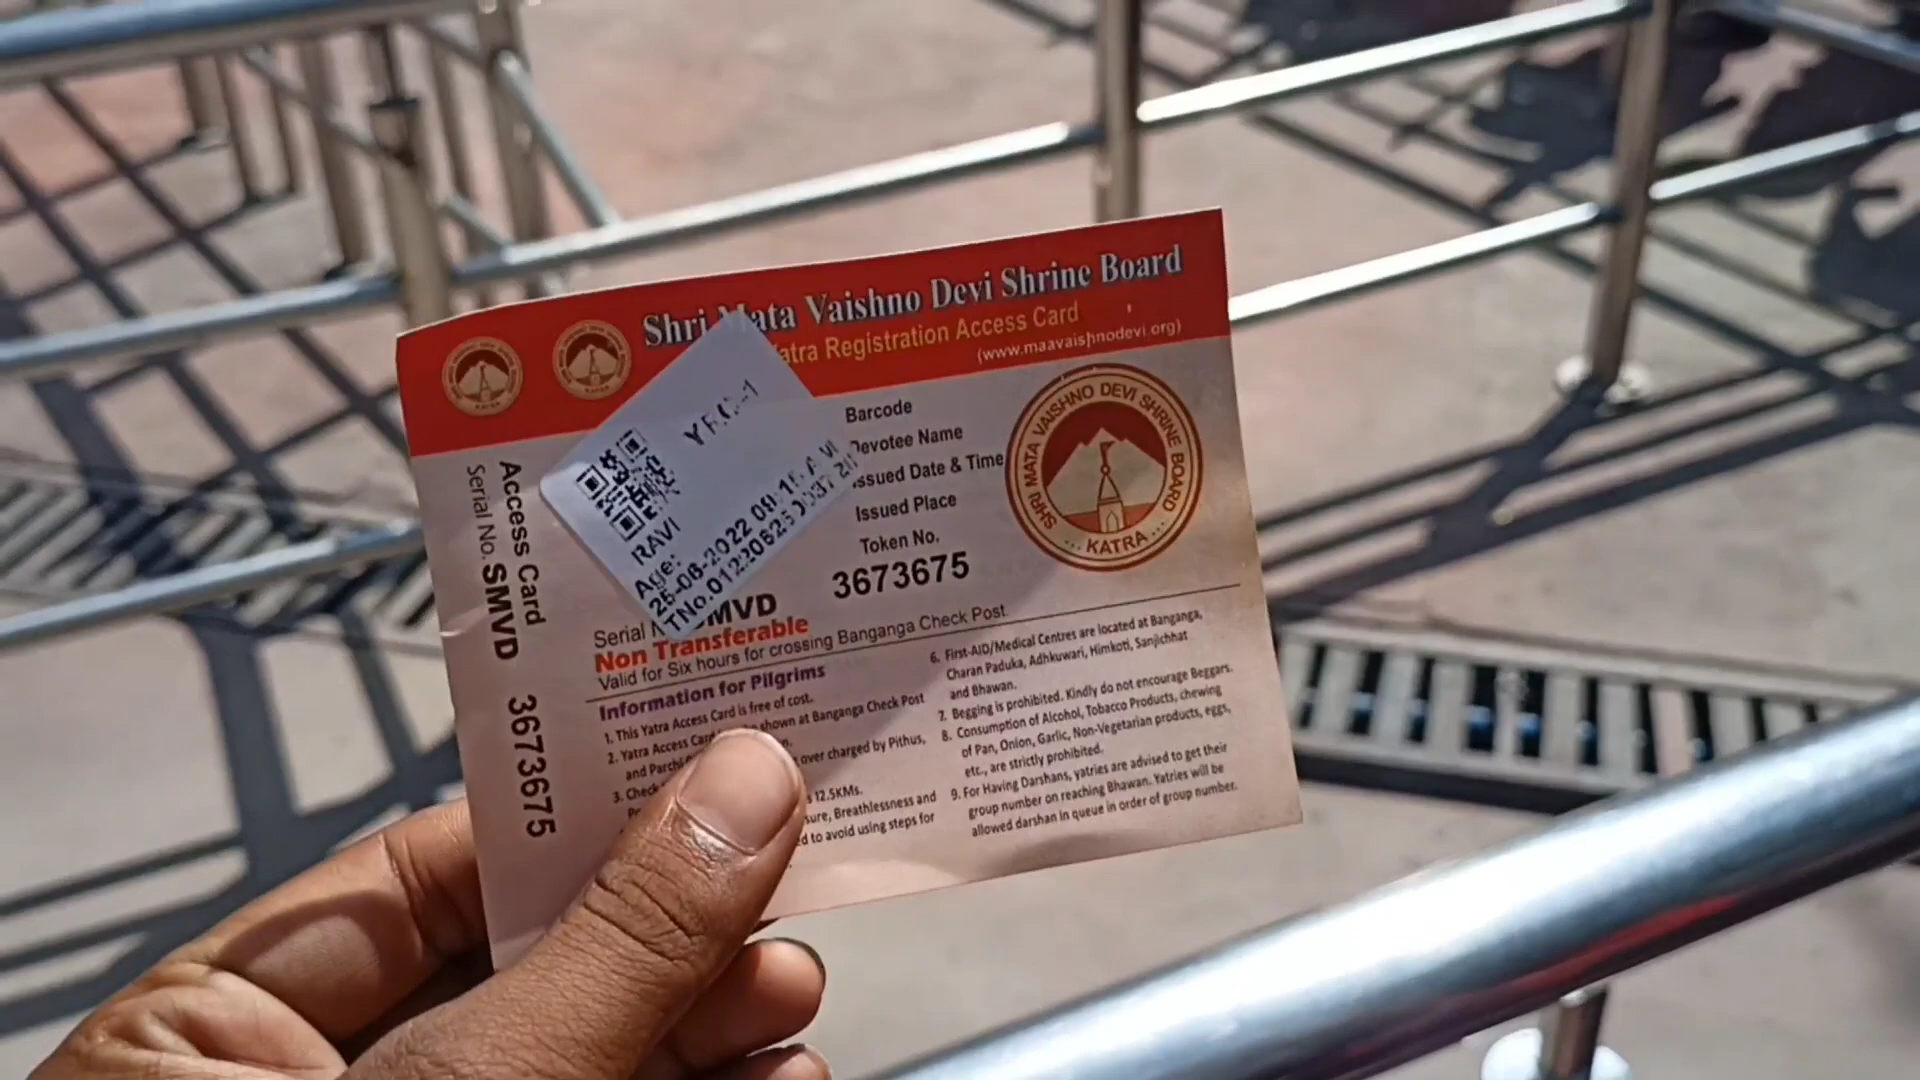 Shri Mata Vaishno Devi Shrine Board
Yatra Registration Access Card
(www.maavaishnodevi.org)
Access Card
Serial No. SMVD 3673675
YRC-1
RAVI
Age:
Barcode
Devotee Name
Issued Date & Time
Issued Place
Token No.
3673675
SHRI MATA VAISHNO DEVI SHRINE BOARD
...KATRA...
Serial
SMVD
Non Transferable
Valid for Six hours for crossing Banganga Check Post
Information for Pilgrims
1. This Yatra Access Card is free of cost.
2. Yatra Access Card shown at Banganga Check Post
and Parchi
3. Check over charged by Pithus,
12.5KMs.
Breathlessness and
to avoid using steps for
6. First-AID/Medical Centres are located at Banganga,
Charan Paduka, Adhkuwari, Himkoti, Sanjichhat
and Bhawan.
7. Begging is prohibited. Kindly do not encourage Beggars.
8. Consumption of Alcohol, Tobacco Products, chewing
of Pan, Onion, Garlic, Non-Vegetarian products, eggs,
etc., are strictly prohibited.
9. For Having Darshans, yatries are advised to get their
group number on reaching Bhawan. Yatries will be
allowed darshan in queue in order of group number.